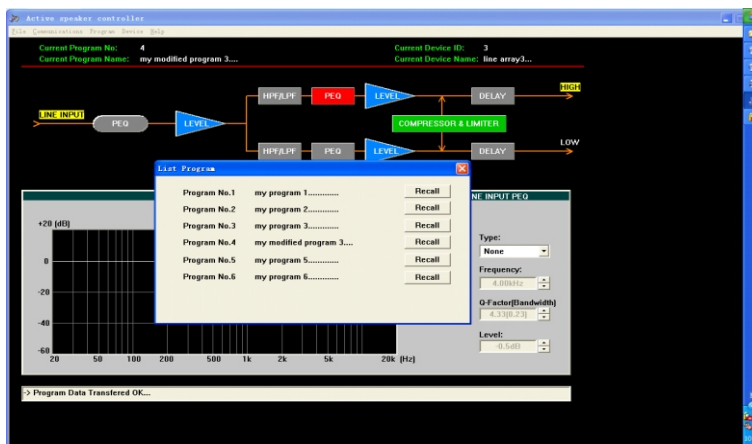 Active speaker controller
File Communications Program Device Help
Current Program No: 4
Current Device ID: 3
Current Program Name: my modified program 3....
Current Device Name: line array3...
LINE INPUT
PEQ
LEVEL
HPF/LPF
PEQ
LEVEL
DELAY
HIGH
COMPRESSOR & LIMITER
HPF/LPF
PEQ
LEVEL
DELAY
LOW
List Program
Program No.1 my program 1............. Recall
Program No.2 my program 2............. Recall
Program No.3 my program 3............. Recall
Program No.4 my modified program 3.... Recall
Program No.5 my program 5............. Recall
Program No.6 my program 6............. Recall
INPUT PEQ
+20 (dB)
0
-20
-40
-60
20 50 100 200 500 1k 2k 5k 20k (Hz)
Type:
None
Frequency:
4.00kHz
Q-Factor(Bandwidth)
4.33(0.23)
Level:
-0.5dB
-> Program Data Transfered OK...